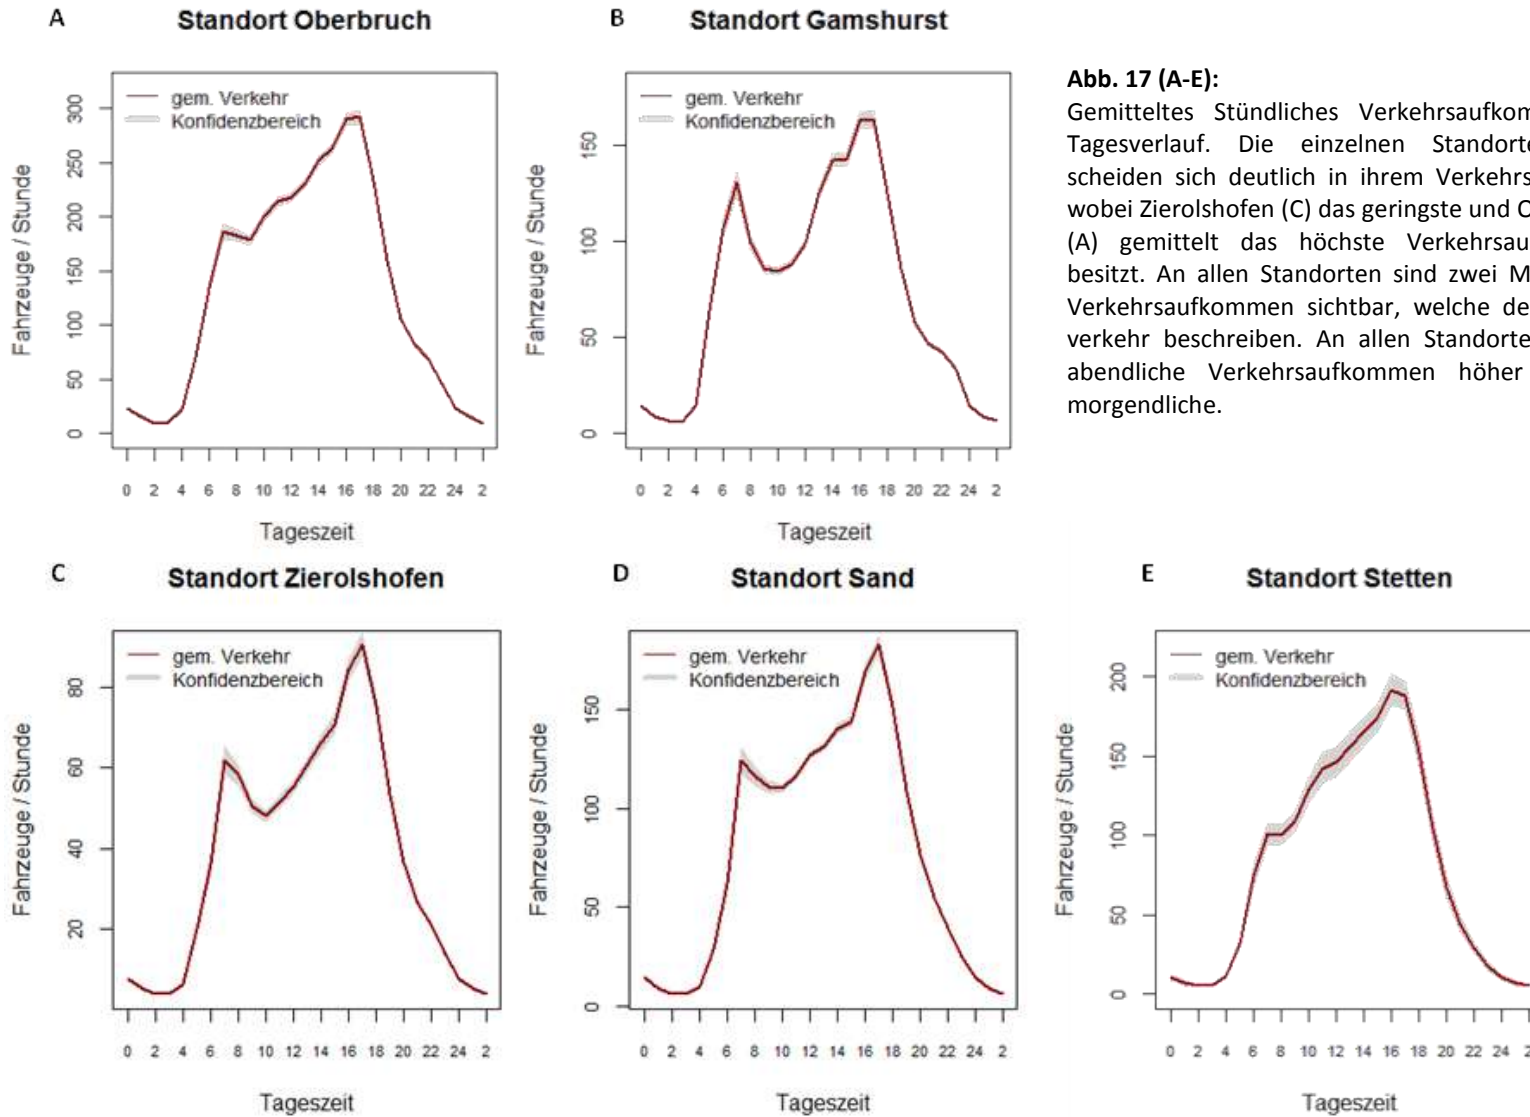 A Standort Oberbruch
B Standort Gamshurst
Abb. 17 (A-E):
Gemitteltes Stündliches Verkehrsaufkom
Tagesverlauf. Die einzelnen Standorte
scheiden sich deutlich in ihrem Verkehrs
wobei Zierolshofen (C) das geringste und O
(A) gemittelt das höchste Verkehrsau
besitzt. An allen Standorten sind zwei M
Verkehrsaufkommen sichtbar, welche de
verkehr beschreiben. An allen Standorte
abendliche Verkehrsaufkommen höher
morgendliche.
gem. Verkehr
Konfidenzbereich
Fahrzeuge / Stunde
0 50 100 150 200 250 300
0 2 4 6 8 10 12 14 16 18 20 22 24 2
Tageszeit
gem. Verkehr
Konfidenzbereich
Fahrzeuge / Stunde
0 50 100 150
0 2 4 6 8 10 12 14 16 18 20 22 24 2
Tageszeit
C Standort Zierolshofen
gem. Verkehr
Konfidenzbereich
Fahrzeuge / Stunde
20 40 60 80
0 2 4 6 8 10 12 14 16 18 20 22 24 2
Tageszeit
D Standort Sand
gem. Verkehr
Konfidenzbereich
Fahrzeuge / Stunde
0 50 100 150
0 2 4 6 8 10 12 14 16 18 20 22 24 2
Tageszeit
E Standort Stetten
gem. Verkehr
Konfidenzbereich
Fahrzeuge / Stunde
0 50 100 150 200
0 2 4 6 8 10 12 14 16 18 20 22 24 2
Tageszeit